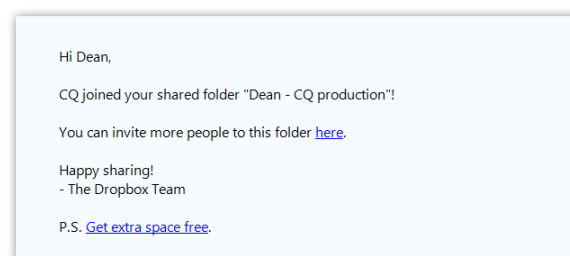 Hi Dean,
CQ joined your shared folder "Dean - CQ production"!
You can invite more people to this folder here.
Happy sharing!
- The Dropbox Team
P.S. Get extra space free.